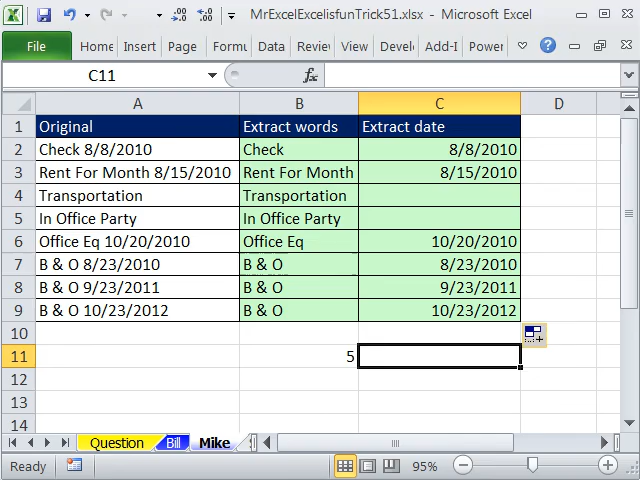 MrExcelExcelisfunTrick51.xlsx - Microsoft Excel
File Home Insert Page Formu Data Review View Devel Add-I Power
C11 fx
A B C D
1 Original Extract words Extract date
2 Check 8/8/2010 Check 8/8/2010
3 Rent For Month 8/15/2010 Rent For Month 8/15/2010
4 Transportation Transportation
5 In Office Party In Office Party
6 Office Eq 10/20/2010 Office Eq 10/20/2010
7 B & O 8/23/2010 B & O 8/23/2010
8 B & O 9/23/2011 B & O 9/23/2011
9 B & O 10/23/2012 B & O 10/23/2012
10
11 5
12
13
14
Question Bill Mike
Ready 95%